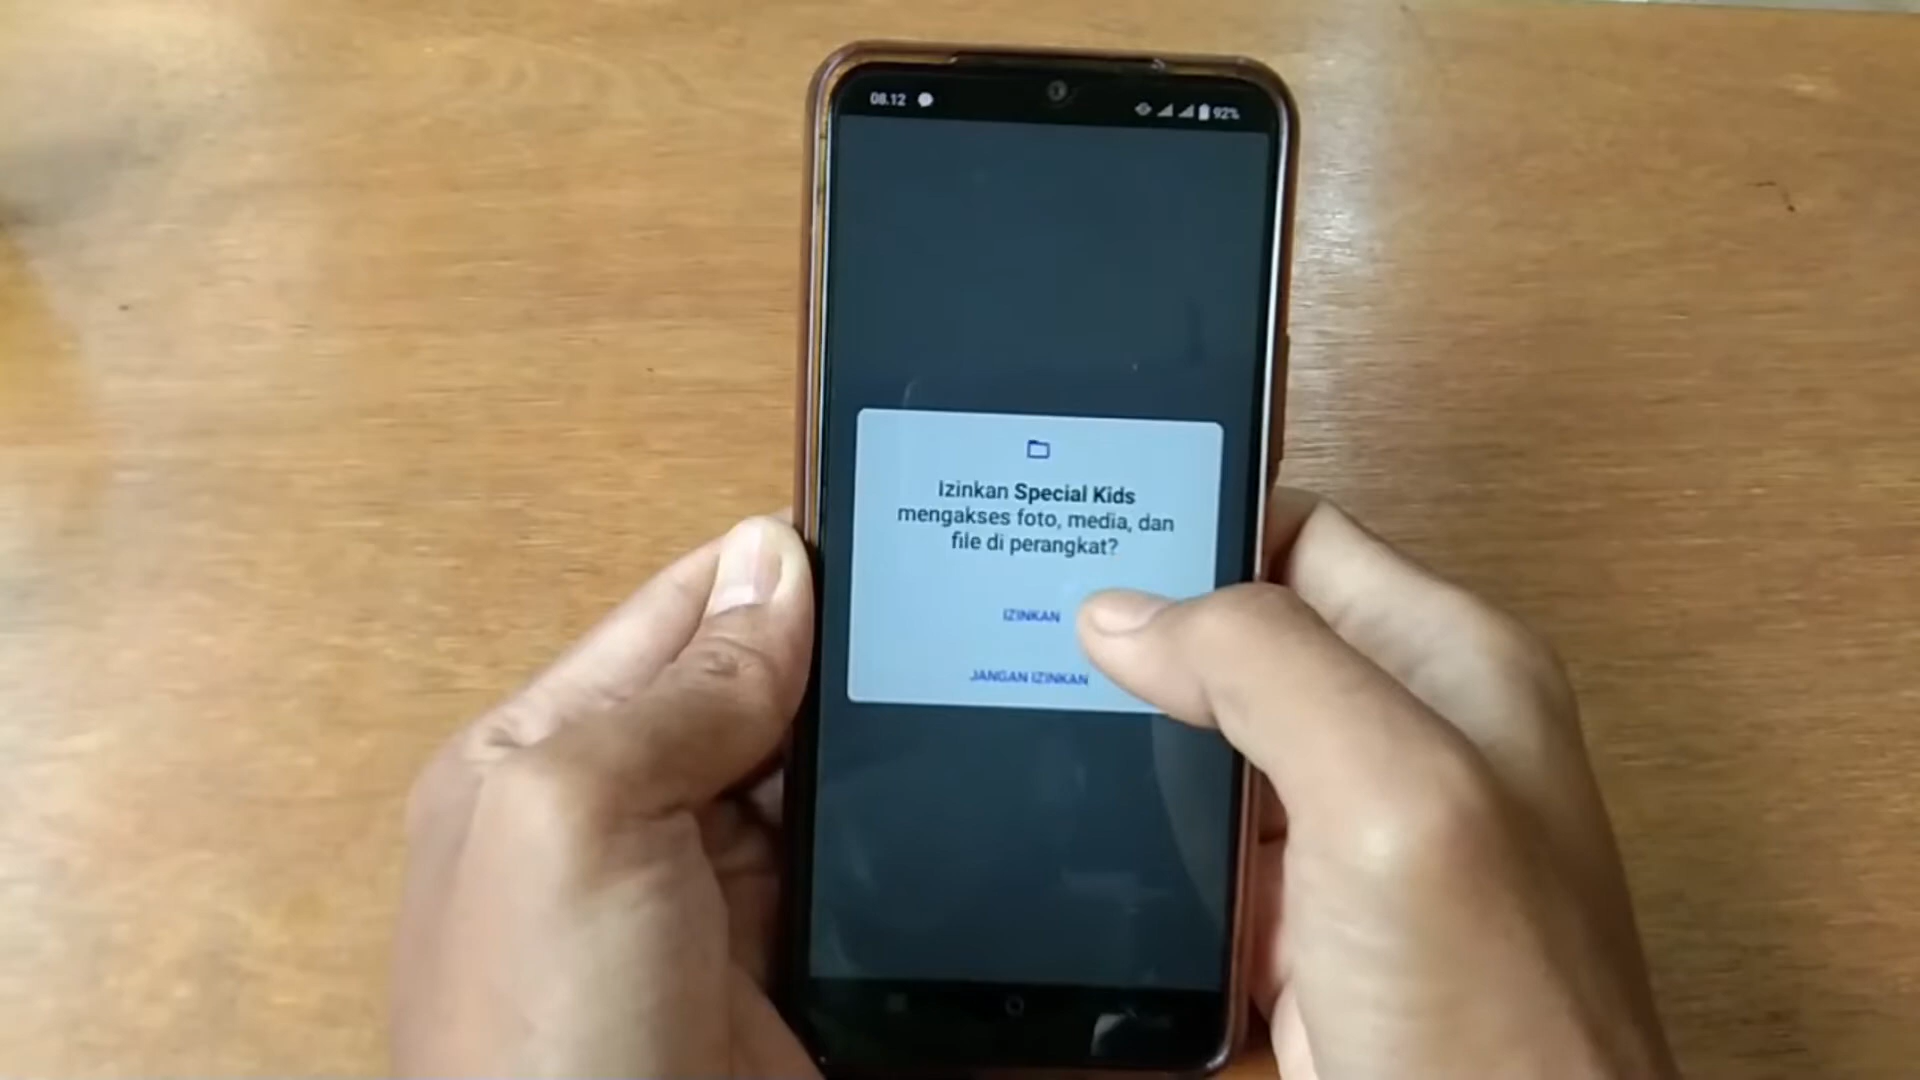 08.12
92%
Izinkan Special Kids
mengakses foto, media, dan
file di perangkat?
IZINKAN
JANGAN IZINKAN